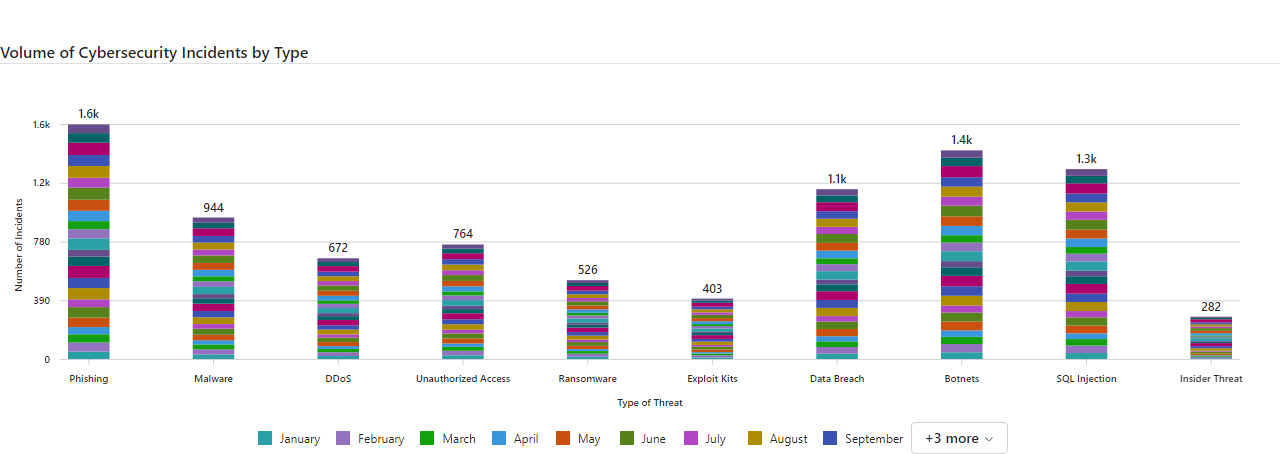 Volume of Cybersecurity Incidents by Type
1.6k
944
672
764
526
403
1.1k
1.4k
1.3k
282
Number of Incidents
1.6k
1.2k
780
390
0
Phishing Malware DDoS Unauthorized Access Ransomware Exploit Kits Data Breach Botnets SQL Injection Insider Threat
Type of Threat
January February March April May June July August September +3 more